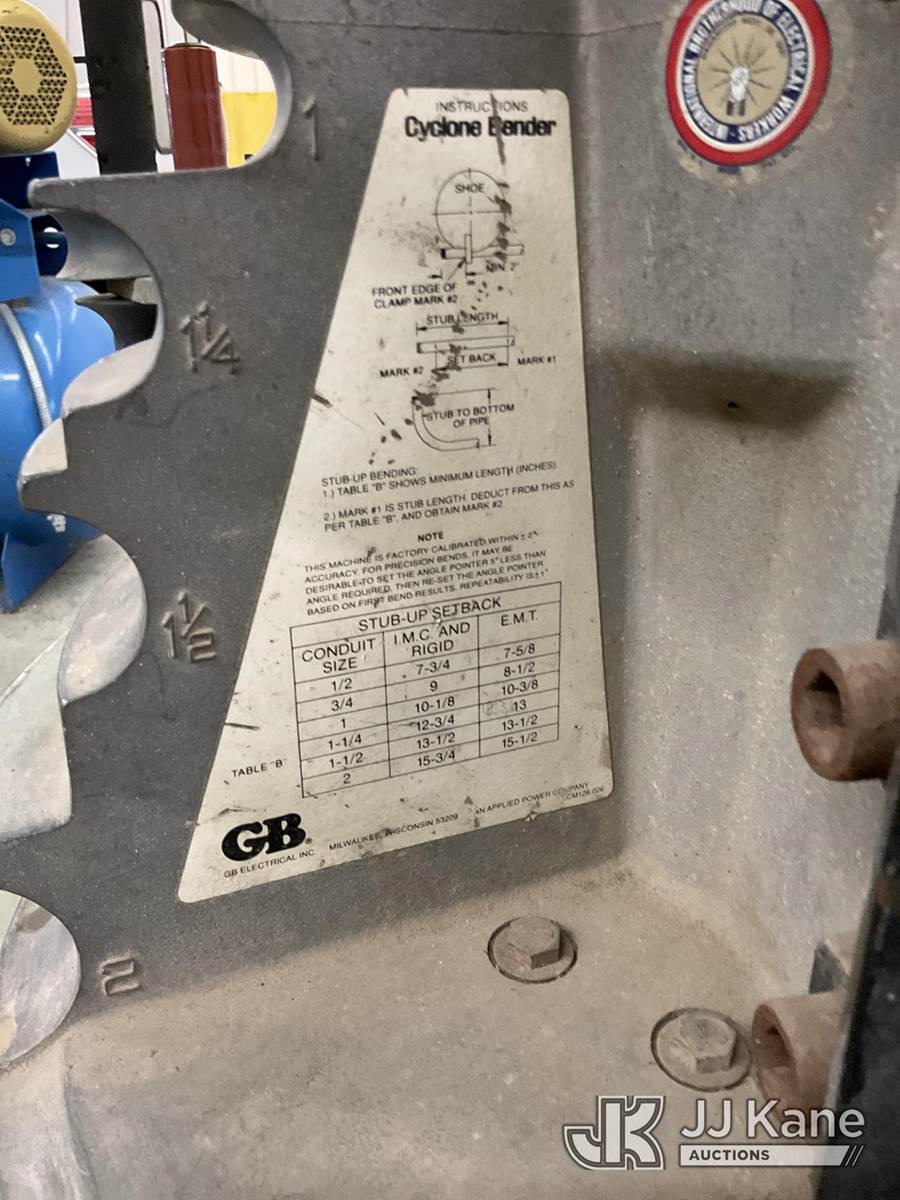 INTERNATIONAL BROTHERHOOD OF ELECTRICAL WORKERS
1
INSTRUCTIONS
Cyclone Bender
SHOE
MIN. 2"
FRONT EDGE OF
CLAMP MARK #2
STUB LENGTH
1 1/4
SET BACK
MARK #2
MARK #1
STUB TO BOTTOM
OF PIPE
STUB-UP BENDING:
1.) TABLE "B" SHOWS MINIMUM LENGTH (INCHES).
2.) MARK #1 IS STUB LENGTH. DEDUCT FROM THIS AS
PER TABLE "B", AND OBTAIN MARK #2.
NOTE
THIS MACHINE IS FACTORY CALIBRATED WITHIN ± 2°
ACCURACY. FOR PRECISION BENDS, IT MAY BE
DESIRABLE TO SET THE ANGLE POINTER 5° LESS THAN
ANGLE REQUIRED. THEN RE-SET THE ANGLE POINTER
BASED ON FIRST BEND RESULTS. REPEATABILITY IS ± 1°
1 1/2
STUB-UP SETBACK
CONDUIT SIZE I.M.C. AND RIGID E.M.T.
1/2 7-3/4 7-5/8
3/4 9 8-1/2
1 10-1/8 10-3/8
1-1/4 12-3/4 13
1-1/2 13-1/2 13-1/2
2 15-3/4 15-1/2
TABLE "B"
GB®
GB ELECTRICAL INC. MILWAUKEE, WISCONSIN 53209 AN APPLIED POWER COMPANY
CM126.026
2
JK JJ Kane
AUCTIONS